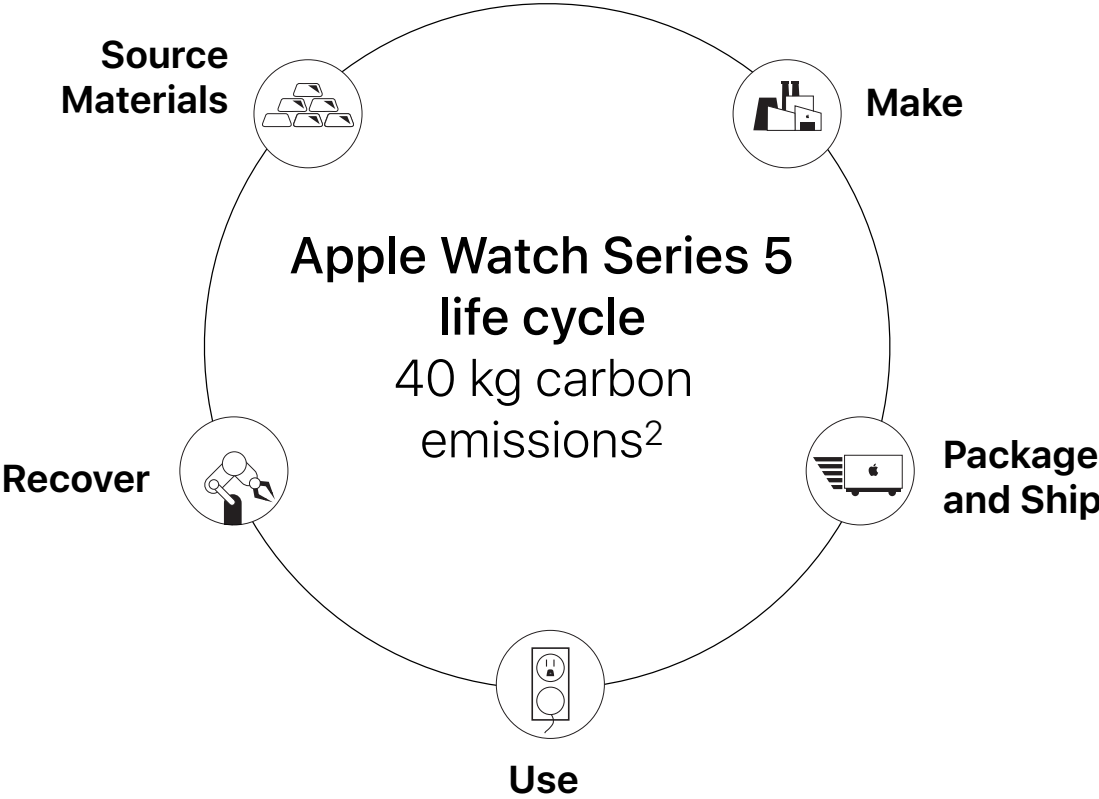 Source
Materials
Make
Apple Watch Series 5
life cycle
40 kg carbon
emissions²
Recover
Package
and Ship
Use